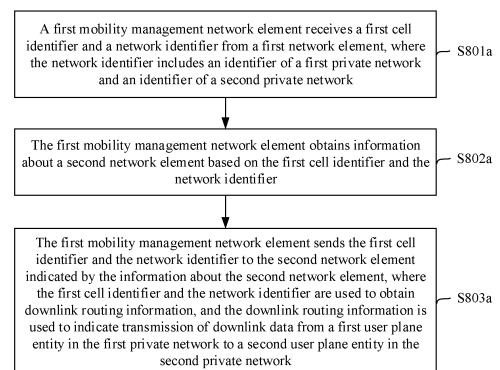 A first mobility management network element receives a first cell
identifier and a network identifier from a first network element, where
the network identifier includes an identifier of a first private network
and an identifier of a second private network
S801a
The first mobility management network element obtains information
about a second network element based on the first cell identifier and the
network identifier
S802a
The first mobility management network element sends the first cell
identifier and the network identifier to the second network element
indicated by the information about the second network element, where
the first cell identifier and the network identifier are used to obtain
downlink routing information, and the downlink routing information is
used to indicate transmission of downlink data from a first user plane
entity in the first private network to a second user plane entity in the
second private network
S803a